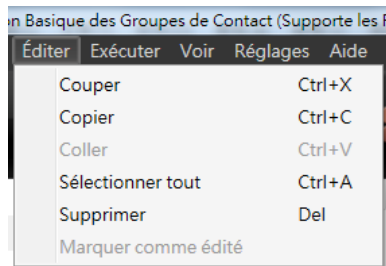 on Basique des Groupes de Contact (Supporte les
Éditer Exécuter Voir Réglages Aide
Couper Ctrl+X
Copier Ctrl+C
Coller Ctrl+V
Sélectionner tout Ctrl+A
Supprimer Del
Marquer comme édité